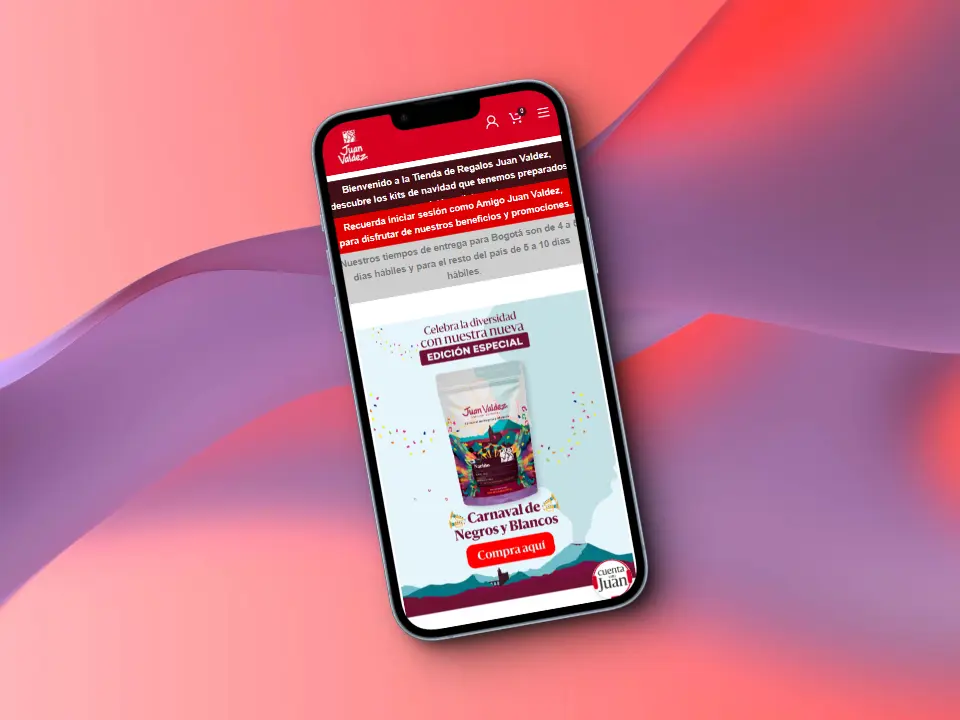 Juan
Valdez
0
Bienvenido a la Tienda de Regalos Juan Valdez,
descubre los kits de navidad que tenemos preparados
Recuerda iniciar sesión como Amigo Juan Valdez,
para disfrutar de nuestros beneficios y promociones.
Nuestros tiempos de entrega para Bogotá son de 4 a
días hábiles y para el resto del país de 5 a 10 días
hábiles.
Celebra la diversidad
con nuestra nueva
EDICIÓN ESPECIAL
Juan Valdez
Nariño
Carnaval de
Negros y Blancos
Compra aquí
cuenta
con
Juan